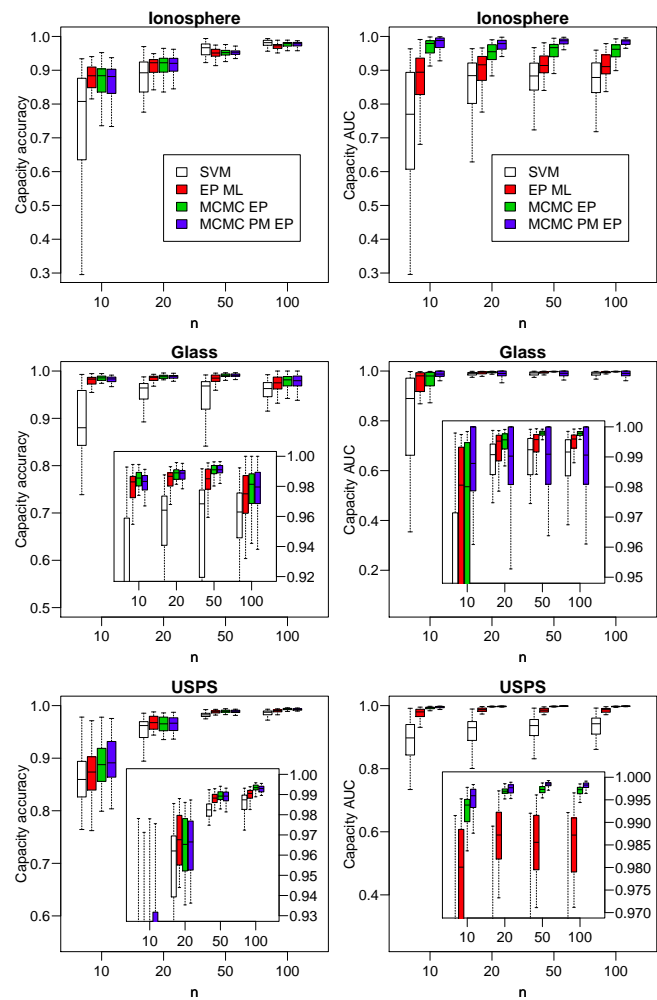 Ionosphere
Capacity accuracy
1.0
0.9
0.8
0.7
0.6
0.5
0.4
0.3
SVM
EP ML
MCMC EP
MCMC PM EP
10 20 50 100
n
Ionosphere
Capacity AUC
1.0
0.9
0.8
0.7
0.6
0.5
0.4
0.3
SVM
EP ML
MCMC EP
MCMC PM EP
10 20 50 100
n
Glass
Capacity accuracy
1.0
0.9
0.8
0.7
0.6
0.5
1.00
0.98
0.96
0.94
0.92
10 20 50 100
10 20 50 100
n
Glass
Capacity AUC
1.0
0.8
0.6
0.4
0.2
1.00
0.99
0.98
0.97
0.96
0.95
10 20 50 100
10 20 50 100
n
USPS
Capacity accuracy
1.0
0.9
0.8
0.7
0.6
1.00
0.99
0.98
0.97
0.96
0.95
0.94
0.93
10 20 50 100
10 20 50 100
n
USPS
Capacity AUC
1.0
0.8
0.6
0.4
1.000
0.995
0.990
0.985
0.980
0.975
0.970
10 20 50 100
10 20 50 100
n